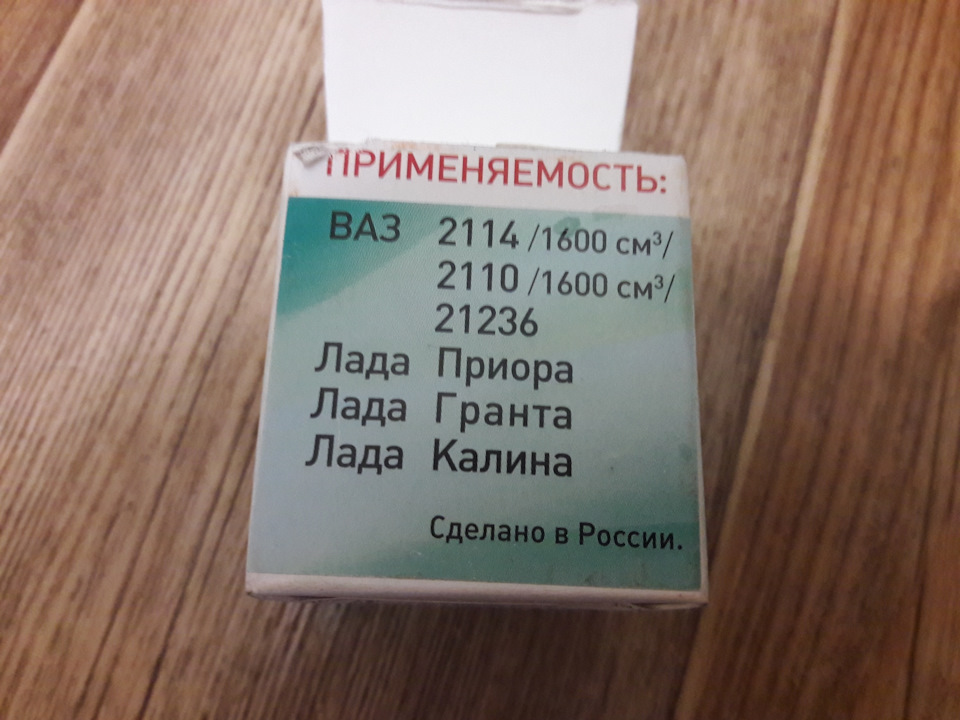 ПРИМЕНЯЕМОСТЬ:
ВАЗ 2114 /1600 см³/
2110 /1600 см³/
21236
Лада Приора
Лада Гранта
Лада Калина
Сделано в России.